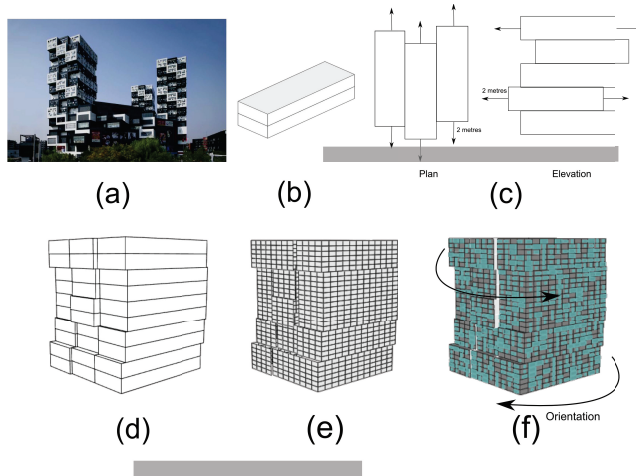 2 metres
2 metres
Plan
Elevation
(a)
(b)
(c)
Orientation
(d)
(e)
(f)